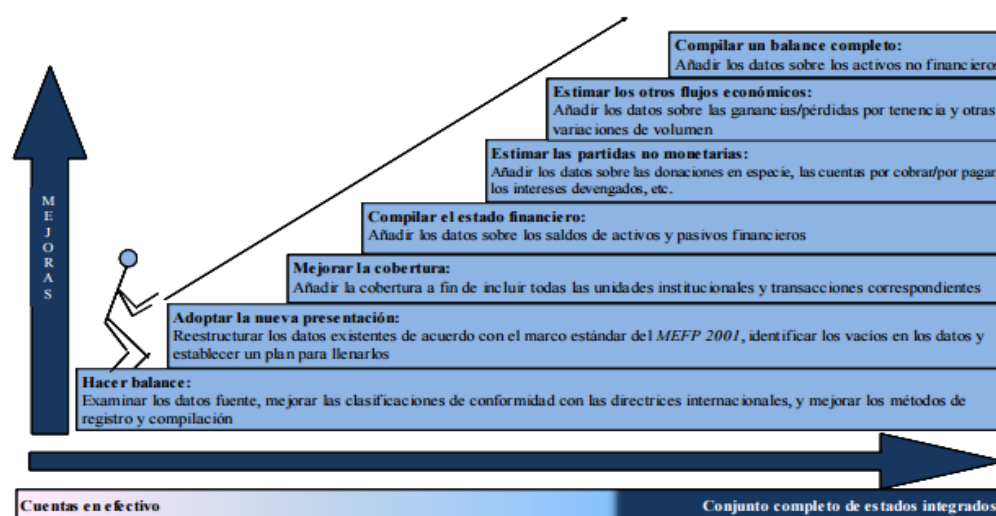 Compilar un balance completo:
Añadir los datos sobre los activos no financieros
Estimar los otros flujos económicos:
Añadir los datos sobre las ganancias/pérdidas por tenencia y otras
variaciones de volumen
Estimar las partidas no monetarias:
Añadir los datos sobre las donaciones en especie, las cuentas por cobrar/por pagar
los intereses devengados, etc.
Compilar el estado financiero:
Añadir los datos sobre los saldos de activos y pasivos financieros
Mejorar la cobertura:
Añadir la cobertura a fin de incluir todas las unidades institucionales y transacciones correspondientes
Adoptar la nueva presentación:
Reestructurar los datos existentes de acuerdo con el marco estándar del MEFP 2001, identificar los vacíos en los datos y
establecer un plan para llenarlos
Hacer balance:
Examinar los datos fuente, mejorar las clasificaciones de conformidad con las directrices internacionales, y mejorar los métodos de
registro y compilación
MEJORAS
Cuentas en efectivo
Conjunto completo de estados integrados